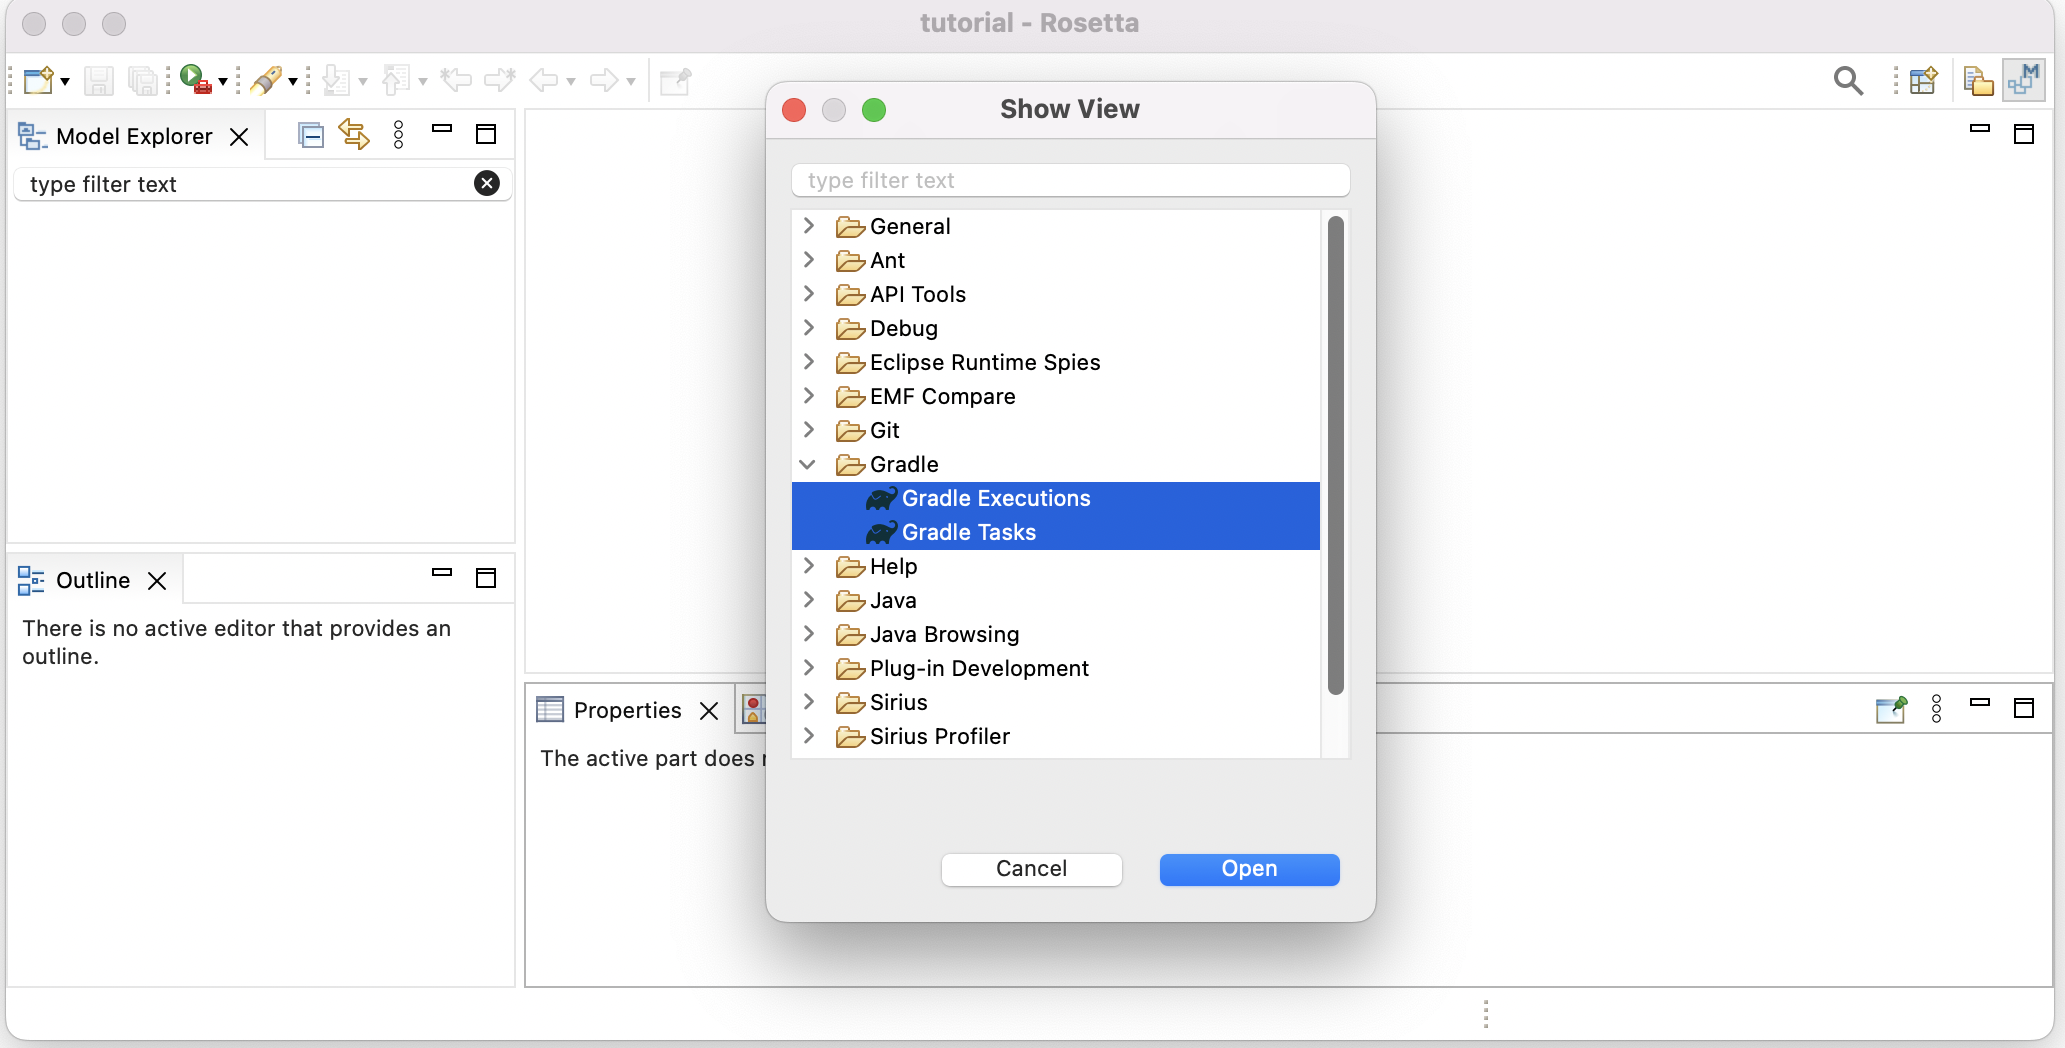 tutorial - Rosetta
Model Explorer
type filter text
Outline
There is no active editor that provides an
outline.
Properties
The active part does
Show View
type filter text
General
Ant
API Tools
Debug
Eclipse Runtime Spies
EMF Compare
Git
Gradle
Gradle Executions
Gradle Tasks
Help
Java
Java Browsing
Plug-in Development
Sirius
Sirius Profiler
Cancel
Open